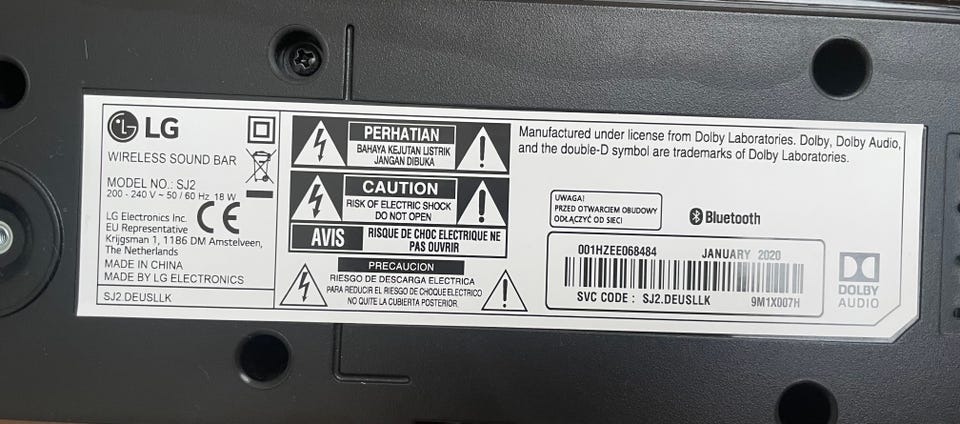 LG
WIRELESS SOUND BAR
MODEL NO.: SJ2
200 - 240 V ~ 50 / 60 Hz 18 W
LG Electronics Inc.
EU Representative
Krijgsman 1, 1186 DM Amstelveen,
The Netherlands
CE
MADE IN CHINA
MADE BY LG ELECTRONICS
SJ2.DEUSLLK
PERHATIAN
BAHAYA KEJUTAN LISTRIK
JANGAN DIBUKA
CAUTION
RISK OF ELECTRIC SHOCK
DO NOT OPEN
AVIS
RISQUE DE CHOC ELECTRIQUE NE
PAS OUVRIR
PRECAUCION
RIESGO DE DESCARGA ELECTRICA
PARA REDUCIR EL RIESGO DE CHOQUE ELECTRICO
NO QUITE LA CUBIERTA POSTERIOR.
Manufactured under license from Dolby Laboratories. Dolby, Dolby Audio,
and the double-D symbol are trademarks of Dolby Laboratories.
UWAGA!
PRZED OTWARCIEM OBUDOWY
ODŁĄCZYĆ OD SIECI
Bluetooth
001HZEE068484 JANUARY 2020
SVC CODE : SJ2.DEUSLLK 9M1X007H
DOLBY
AUDIO